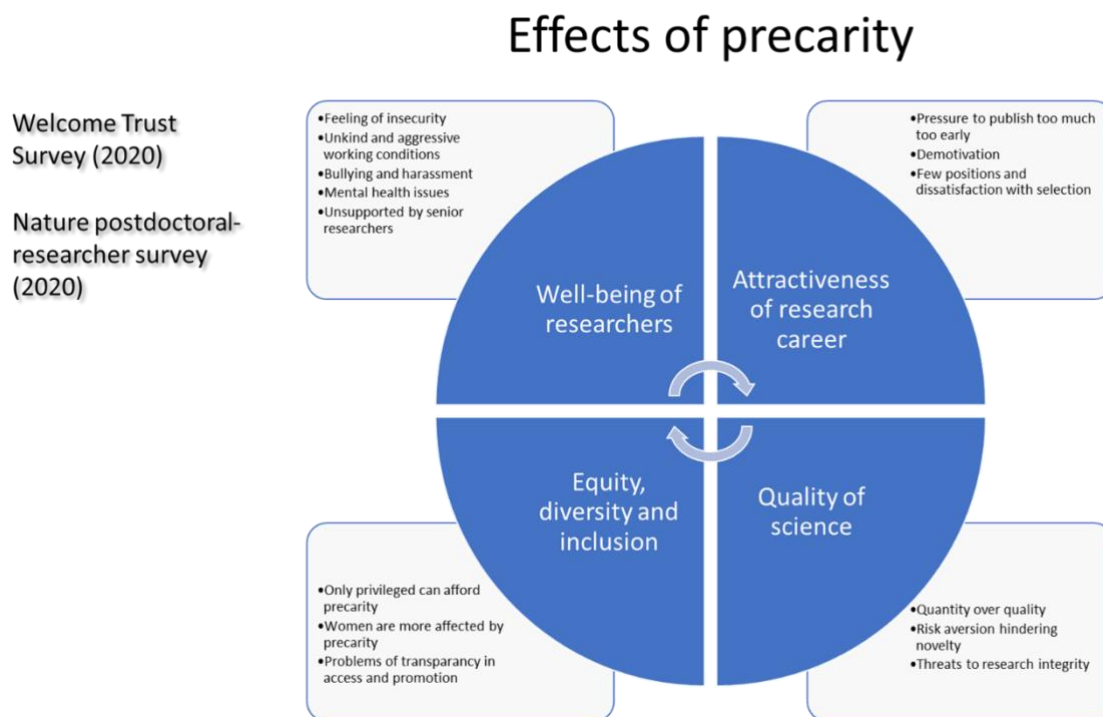 Effects of precarity
Welcome Trust
Survey (2020)
Nature postdoctoral-
researcher survey
(2020)
•Feeling of insecurity
•Unkind and aggressive
working conditions
•Bullying and harassment
•Mental health issues
•Unsupported by senior
researchers
•Pressure to publish too much
too early
•Demotivation
•Few positions and
dissatisfaction with selection
Well-being of
researchers
Attractiveness
of research
career
Equity,
diversity and
inclusion
Quality of
science
•Only privileged can afford
precarity
•Women are more affected by
precarity
•Problems of transparancy in
access and promotion
•Quantity over quality
•Risk aversion hindering
novelty
•Threats to research integrity